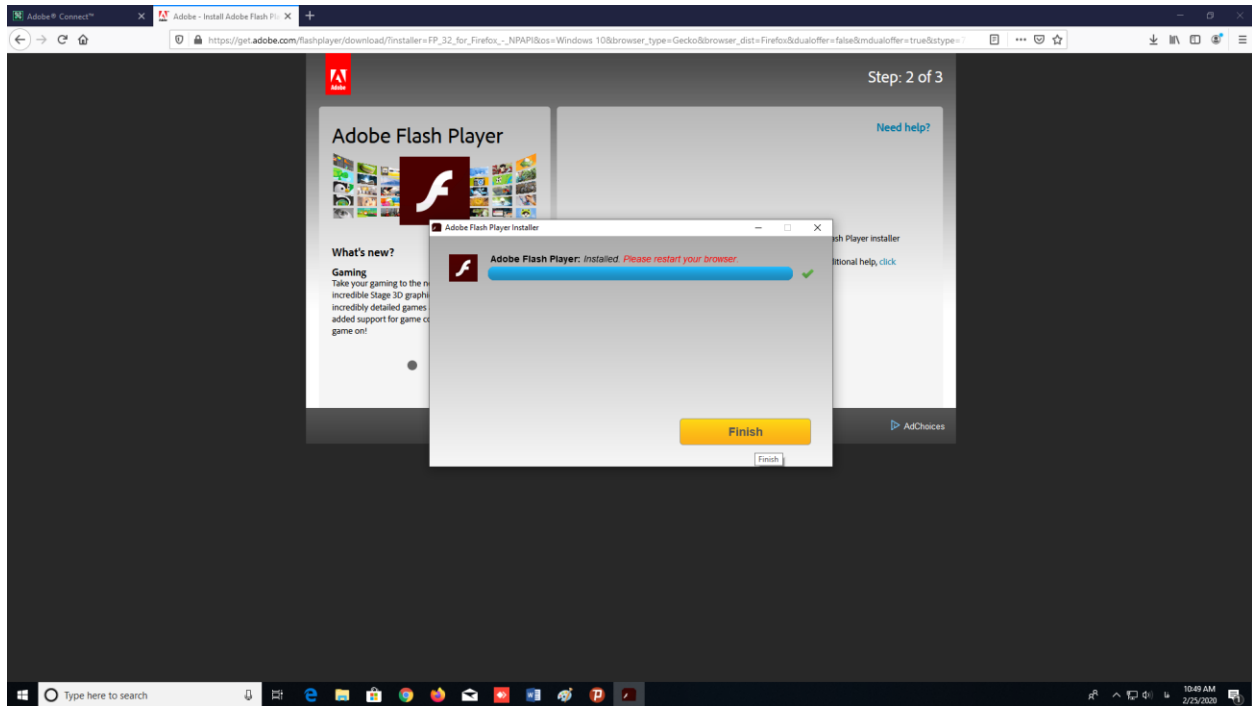 Adobe® Connect™
Adobe - Install Adobe Flash Pl
https://get.adobe.com/flashplayer/download/?installer=FP_32_for_Firefox_-_NPAPI&os=Windows 10&browser_type=Gecko&browser_dist=Firefox&dualoffer=false&mdualoffer=true&stype=
Adobe
Step: 2 of 3
Adobe Flash Player
Need help?
What's new?
Gaming
Take your gaming to the
incredible Stage 3D
incredibly detailed games
added support for game
game on!
Adobe Flash Player Installer
Adobe Flash Player: Installed. Please restart your browser.
Finish
Finish
Player installer
help, click
AdChoices
Type here to search
10:49 AM
2/25/2020